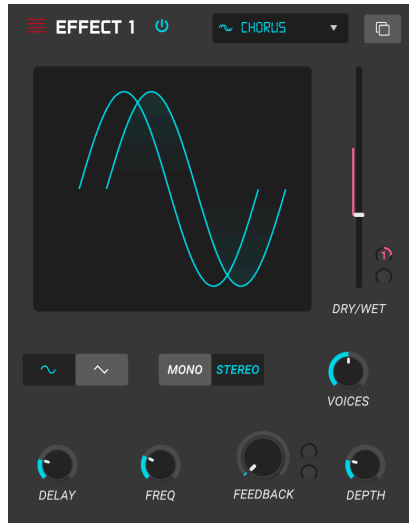 EFFECT 1
CHORUS
1
DRY/WET
MONO STEREO
VOICES
DELAY FREQ FEEDBACK DEPTH